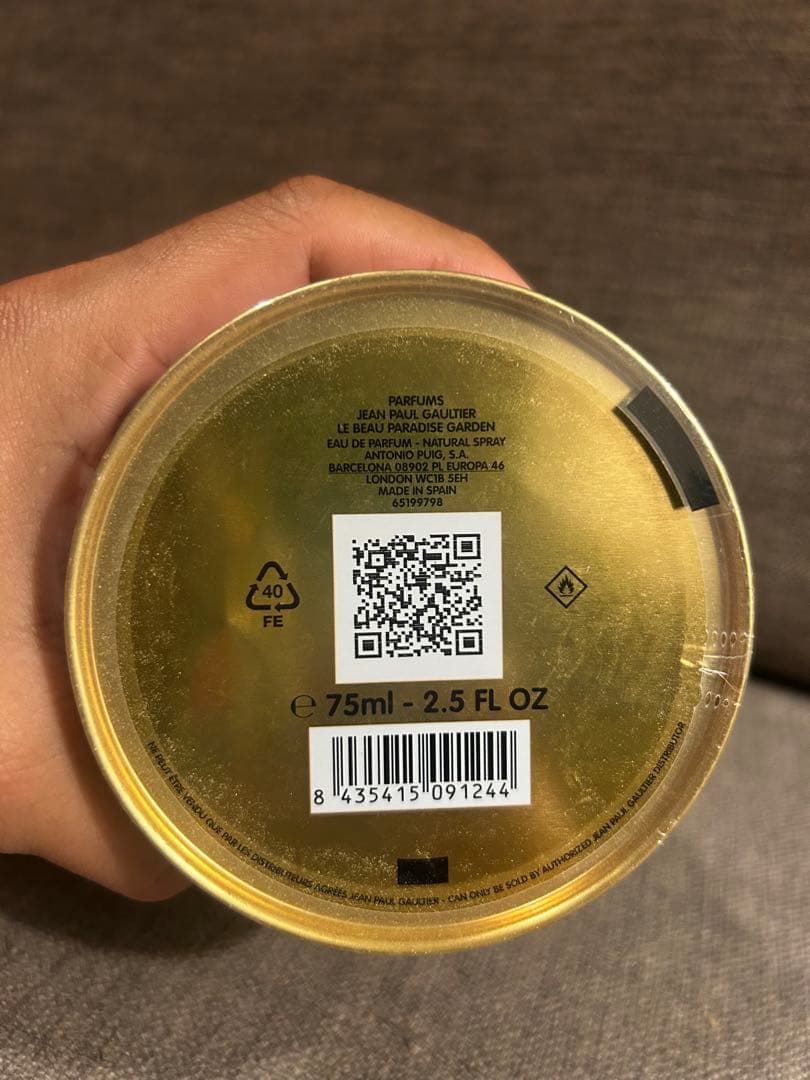 PARFUMS
JEAN PAUL GAULTIER
LE BEAU PARADISE GARDEN
EAU DE PARFUM - NATURAL SPRAY
ANTONIO PUIG, S.A.
BARCELONA 08902 PL EUROPA 46
LONDON WC1B 5EH
MADE IN SPAIN
65199798
40
FE
℮ 75ml - 2.5 FL OZ
8 435415 091244
NE PEUT ÊTRE VENDU QUE PAR LES DISTRIBUTEURS AGRÉÉS JEAN PAUL GAULTIER - CAN ONLY BE SOLD BY AUTHORIZED JEAN PAUL GAULTIER DISTRIBUTOR